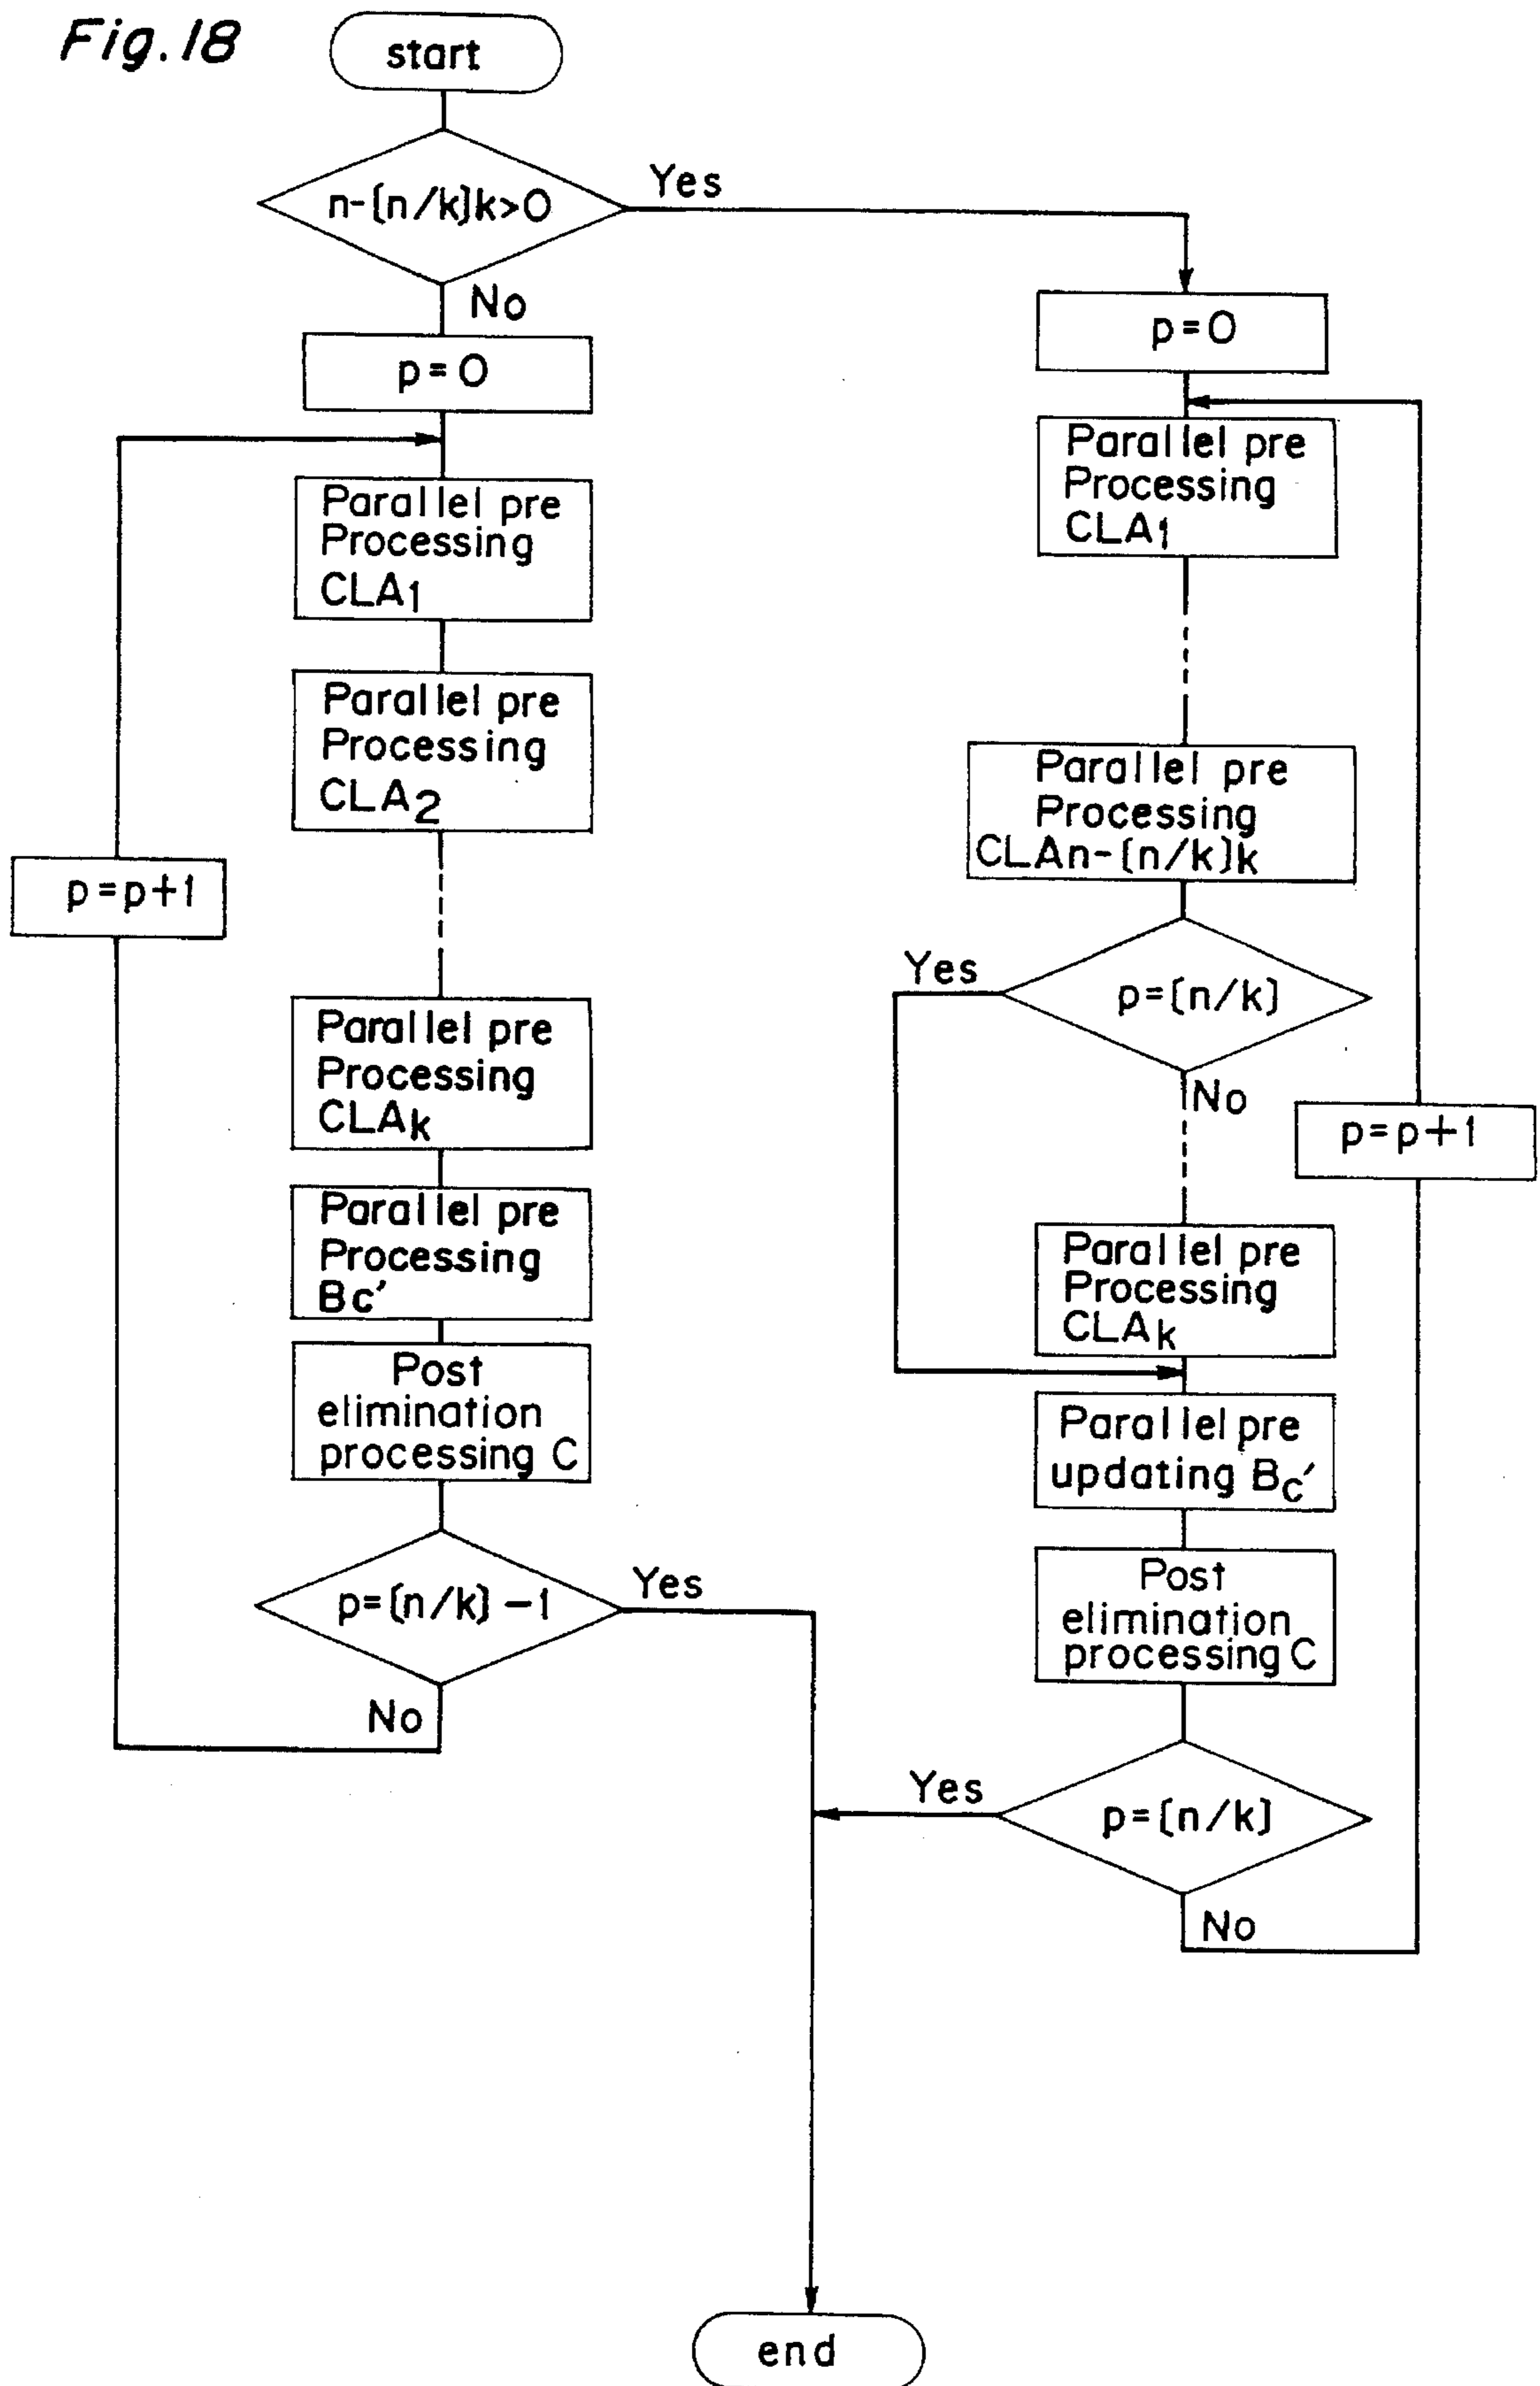 Fig. 18
start
n-[n/k]k>0
Yes
No
p=0
Parallel pre
Processing
CLA1
Parallel pre
Processing
CLA2
Parallel pre
Processing
CLAk
Parallel pre
Processing
Bc'
Post
elimination
processing C
p=[n/k]-1
Yes
No
p=p+1
p=0
Parallel pre
Processing
CLA1
Parallel pre
Processing
CLAn-[n/k]k
p=[n/k]
Yes
No
Parallel pre
Processing
CLAk
Parallel pre
updating Bc'
Post
elimination
processing C
p=[n/k]
Yes
No
p=p+1
end